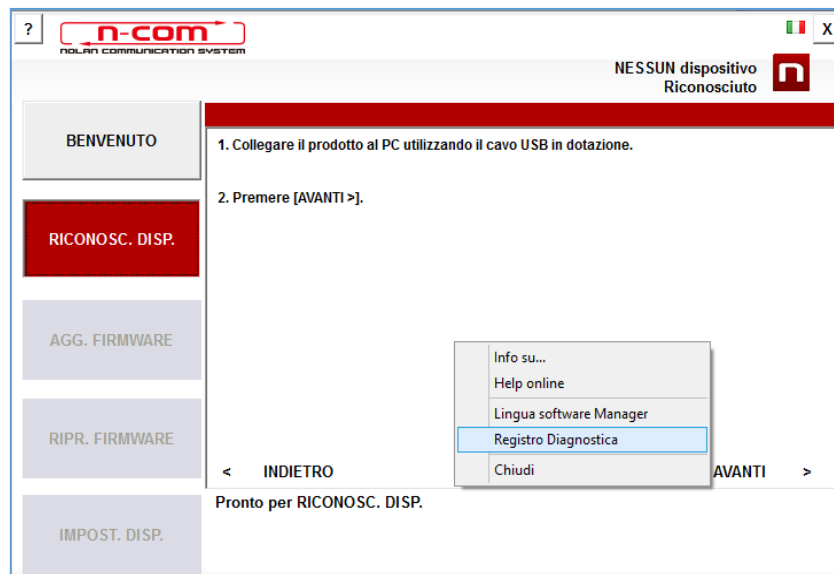 ?
n-com
NOLAN COMMUNICATION SYSTEM
X
NESSUN dispositivo
Riconosciuto
n
BENVENUTO
RICONOSC. DISP.
AGG. FIRMWARE
RIPR. FIRMWARE
IMPOST. DISP.
1. Collegare il prodotto al PC utilizzando il cavo USB in dotazione.
2. Premere [AVANTI >].
Info su...
Help online
Lingua software Manager
Registro Diagnostica
Chiudi
< INDIETRO
AVANTI >
Pronto per RICONOSC. DISP.